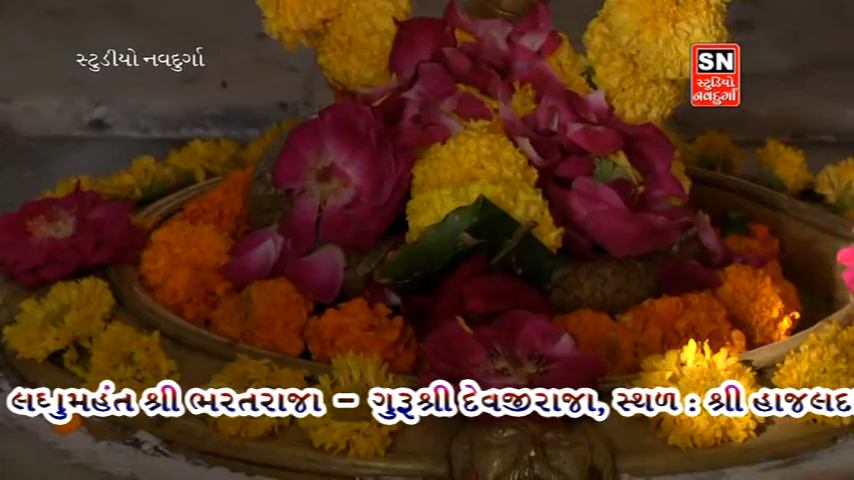 સ્ટુડીયો નવદુર્ગા
SN
સ્ટુડીયો
નવદુર્ગા
લઘુમહંત શ્રી ભરતરાજા – ગુરૂશ્રી દેવજીરાજા, સ્થળ : શ્રી હાજલદ